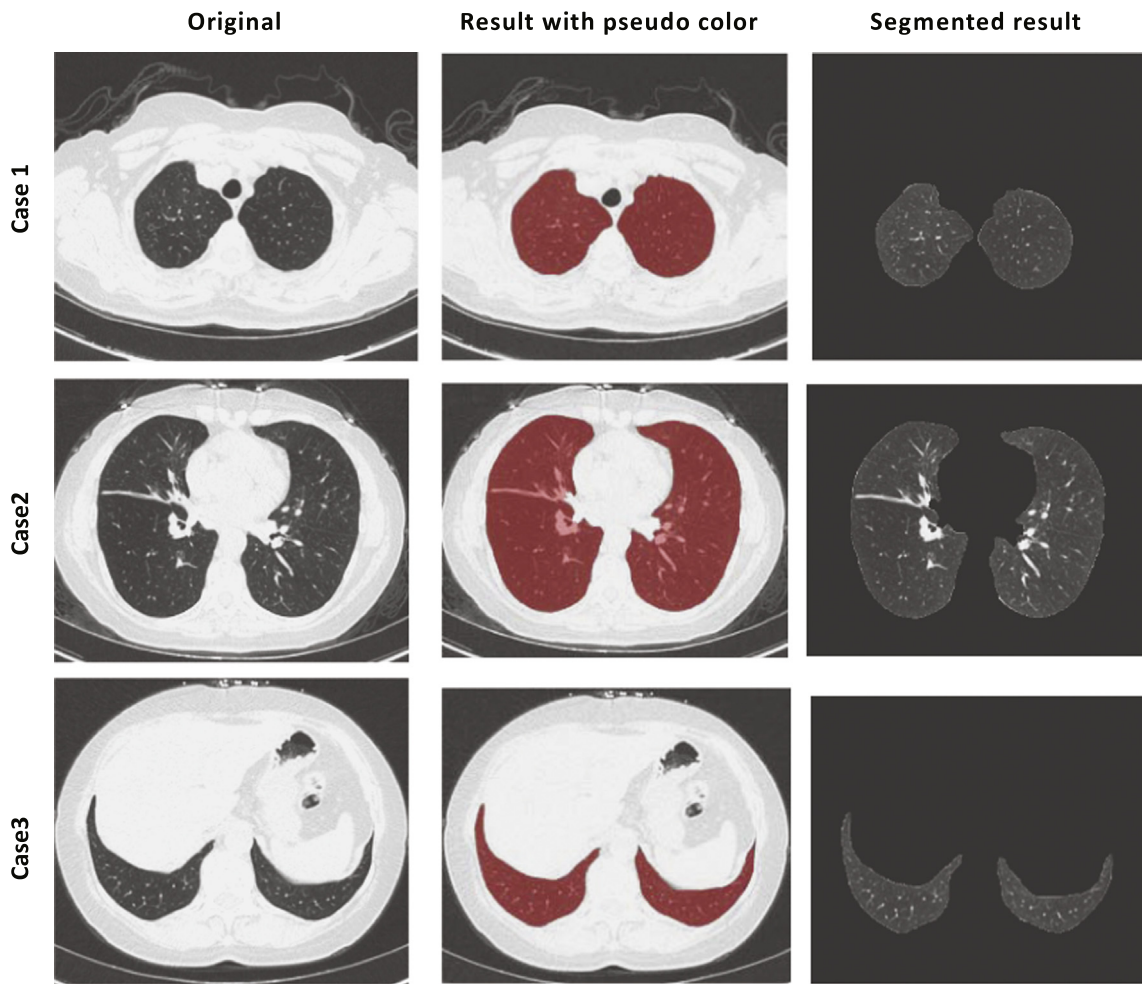 Original
Result with pseudo color
Segmented result
Case 1
Case2
Case3